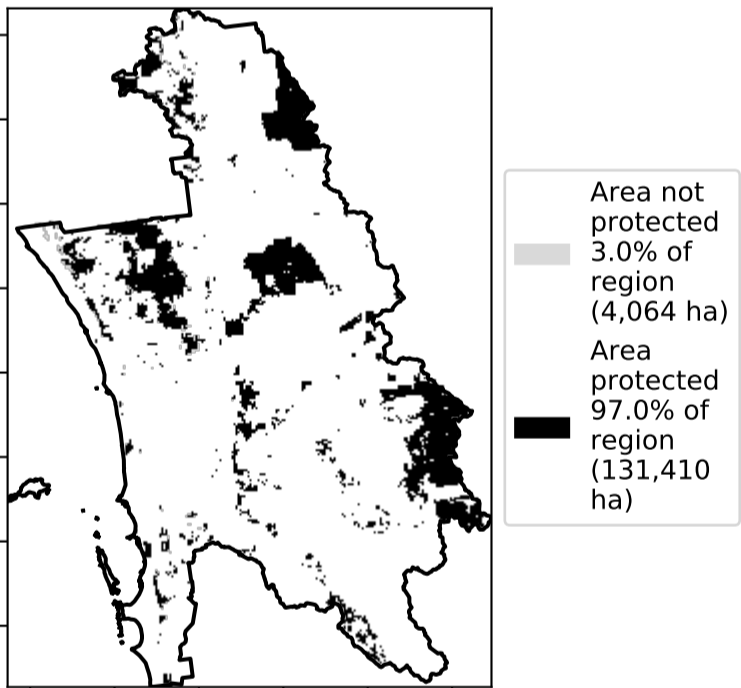 Area not
protected
3.0% of
region
(4,064 ha)
Area
protected
97.0% of
region
(131,410
ha)